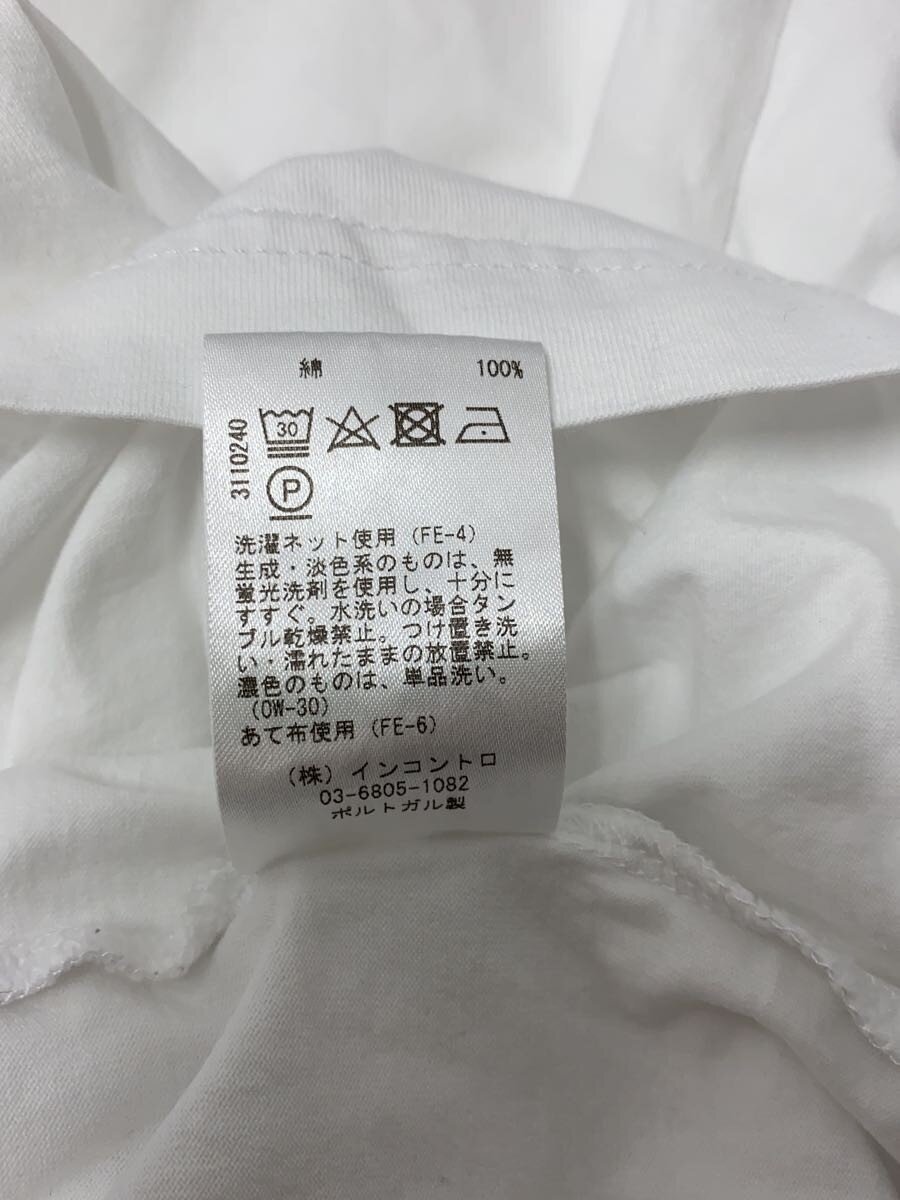 綿 100%
3110240
30
P
洗濯ネット使用(FE-4)
生成・淡色系のものは、無
蛍光洗剤を使用し、十分に
すすぐ。水洗いの場合タン
ブル乾燥禁止。つけ置き洗
い・濡れたままの放置禁止。
濃色のものは、単品洗い。
(OW-30)
あて布使用(FE-6)
(株)インコントロ
03-6805-1082
ポルトガル製